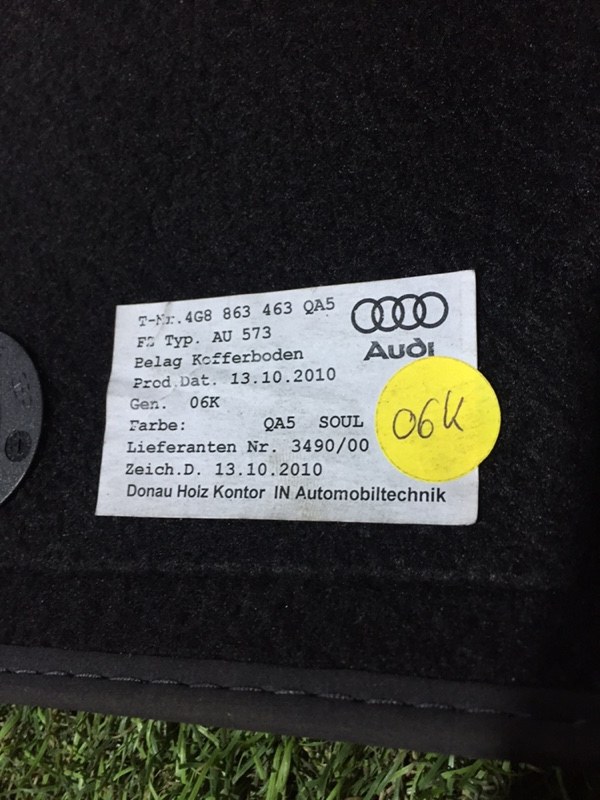 T-Nr.4G8 863 463 QA5
FZ Typ. AU 573
Belag Kofferboden
Prod.Dat. 13.10.2010
Gen. 06K
Farbe: QA5 SOUL
Lieferanten Nr. 3490/00
Zeich.D. 13.10.2010
Donau Holz Kontor IN Automobiltechnik
Audi
06K